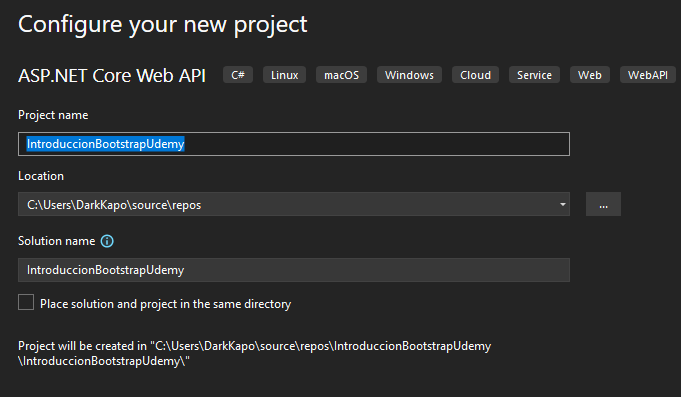 Configure your new project
ASP.NET Core Web API C# Linux macOS Windows Cloud Service Web WebAPI
Project name
IntroduccionBootstrapUdemy
Location
C:\Users\DarkKapo\source\repos
...
Solution name
IntroduccionBootstrapUdemy
Place solution and project in the same directory
Project will be created in "C:\Users\DarkKapo\source\repos\IntroduccionBootstrapUdemy
\IntroduccionBootstrapUdemy\"